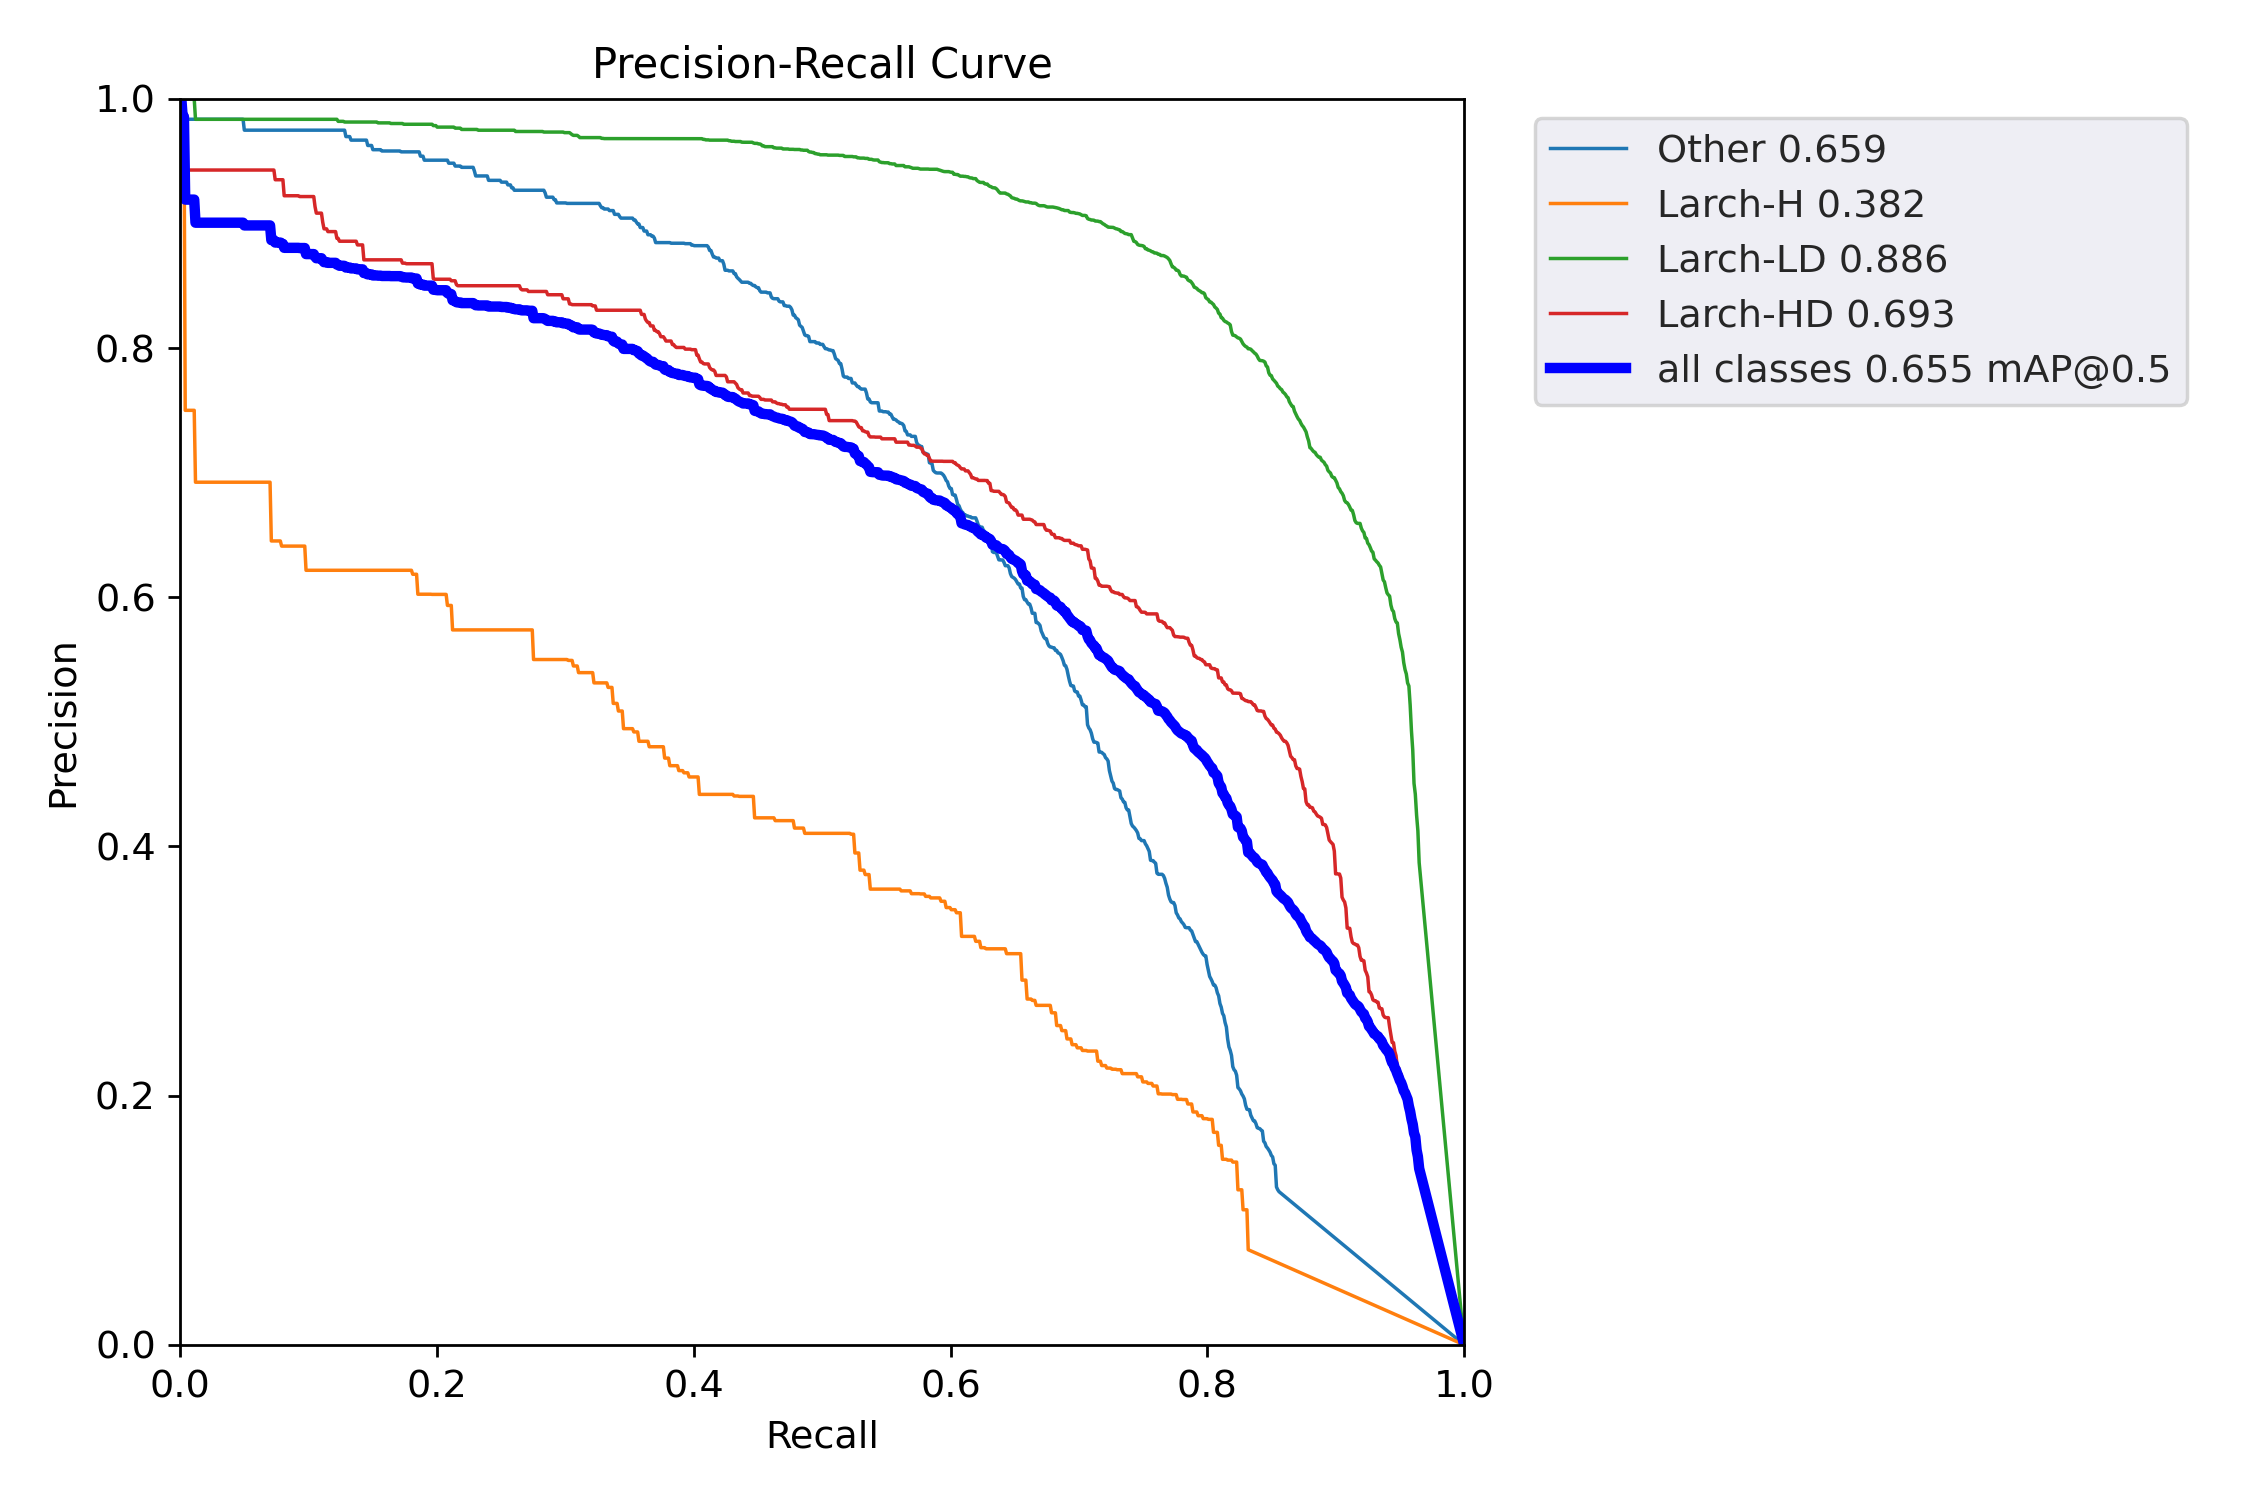 Precision-Recall Curve
1.0
0.8
0.6
0.4
0.2
0.0
Precision
0.0 0.2 0.4 0.6 0.8 1.0
Recall
Other 0.659
Larch-H 0.382
Larch-LD 0.886
Larch-HD 0.693
all classes 0.655 mAP@0.5